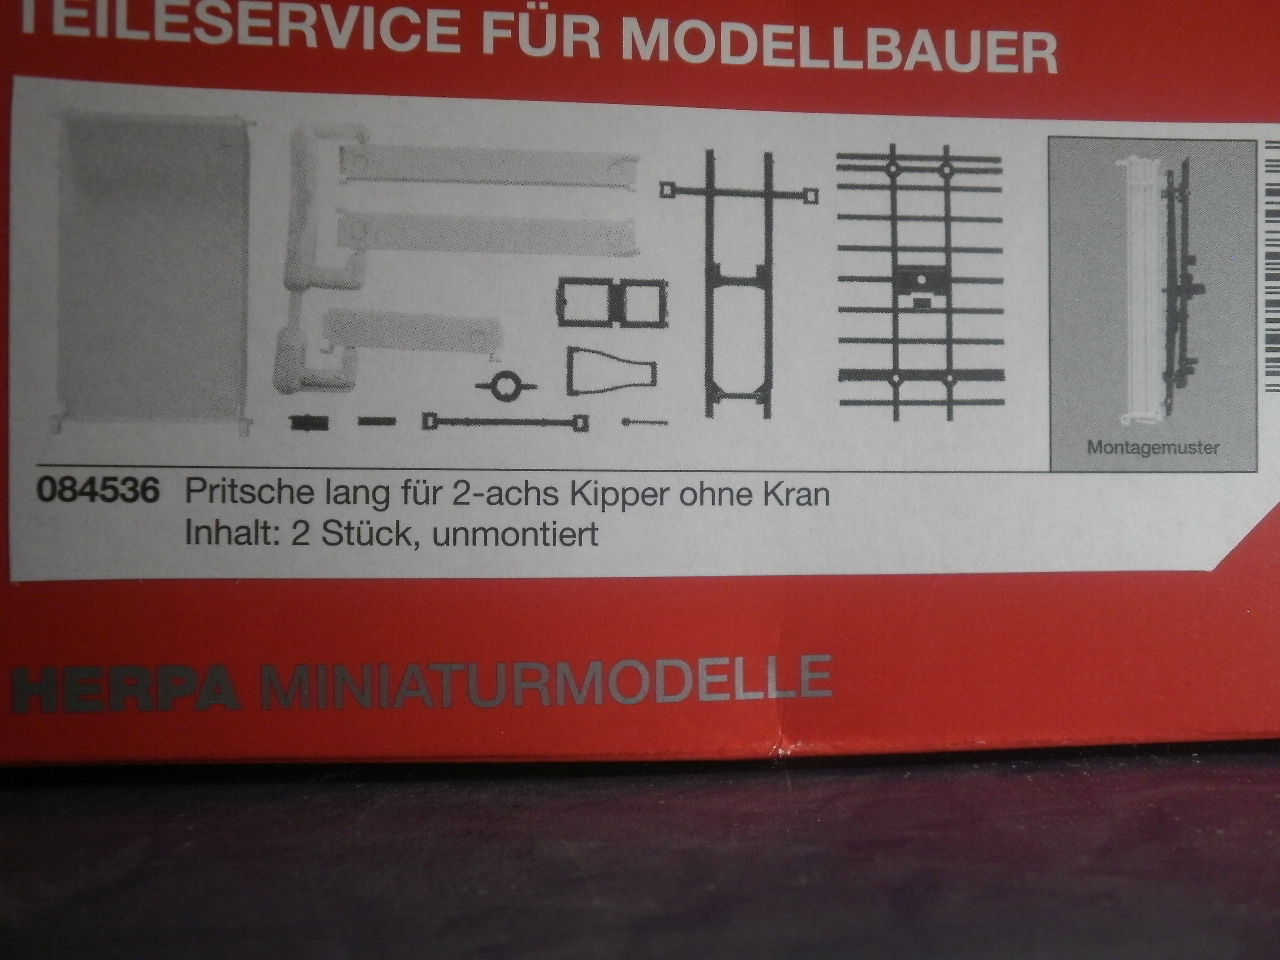 TEILESERVICE FÜR MODELLBAUER
Montagemuster
084536 Pritsche lang für 2-achs Kipper ohne Kran
Inhalt: 2 Stück, unmontiert
HERPA MINIATURMODELLE